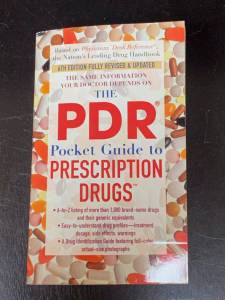 Based on Physicians' Desk Reference®,
the Nation's Leading Drug Handbook
6TH EDITION FULLY REVISED & UPDATED
THE SAME INFORMATION
YOUR DOCTOR DEPENDS ON
THE
PDR®
Pocket Guide to
PRESCRIPTION
DRUGS™
• A-to-Z listing of more than 1,000 brand-name drugs
and their generic equivalents
• Easy-to-understand drug profiles—treatment
dosage, side effects, warnings
• A Drug Identification Guide featuring full-color
actual-size photographs